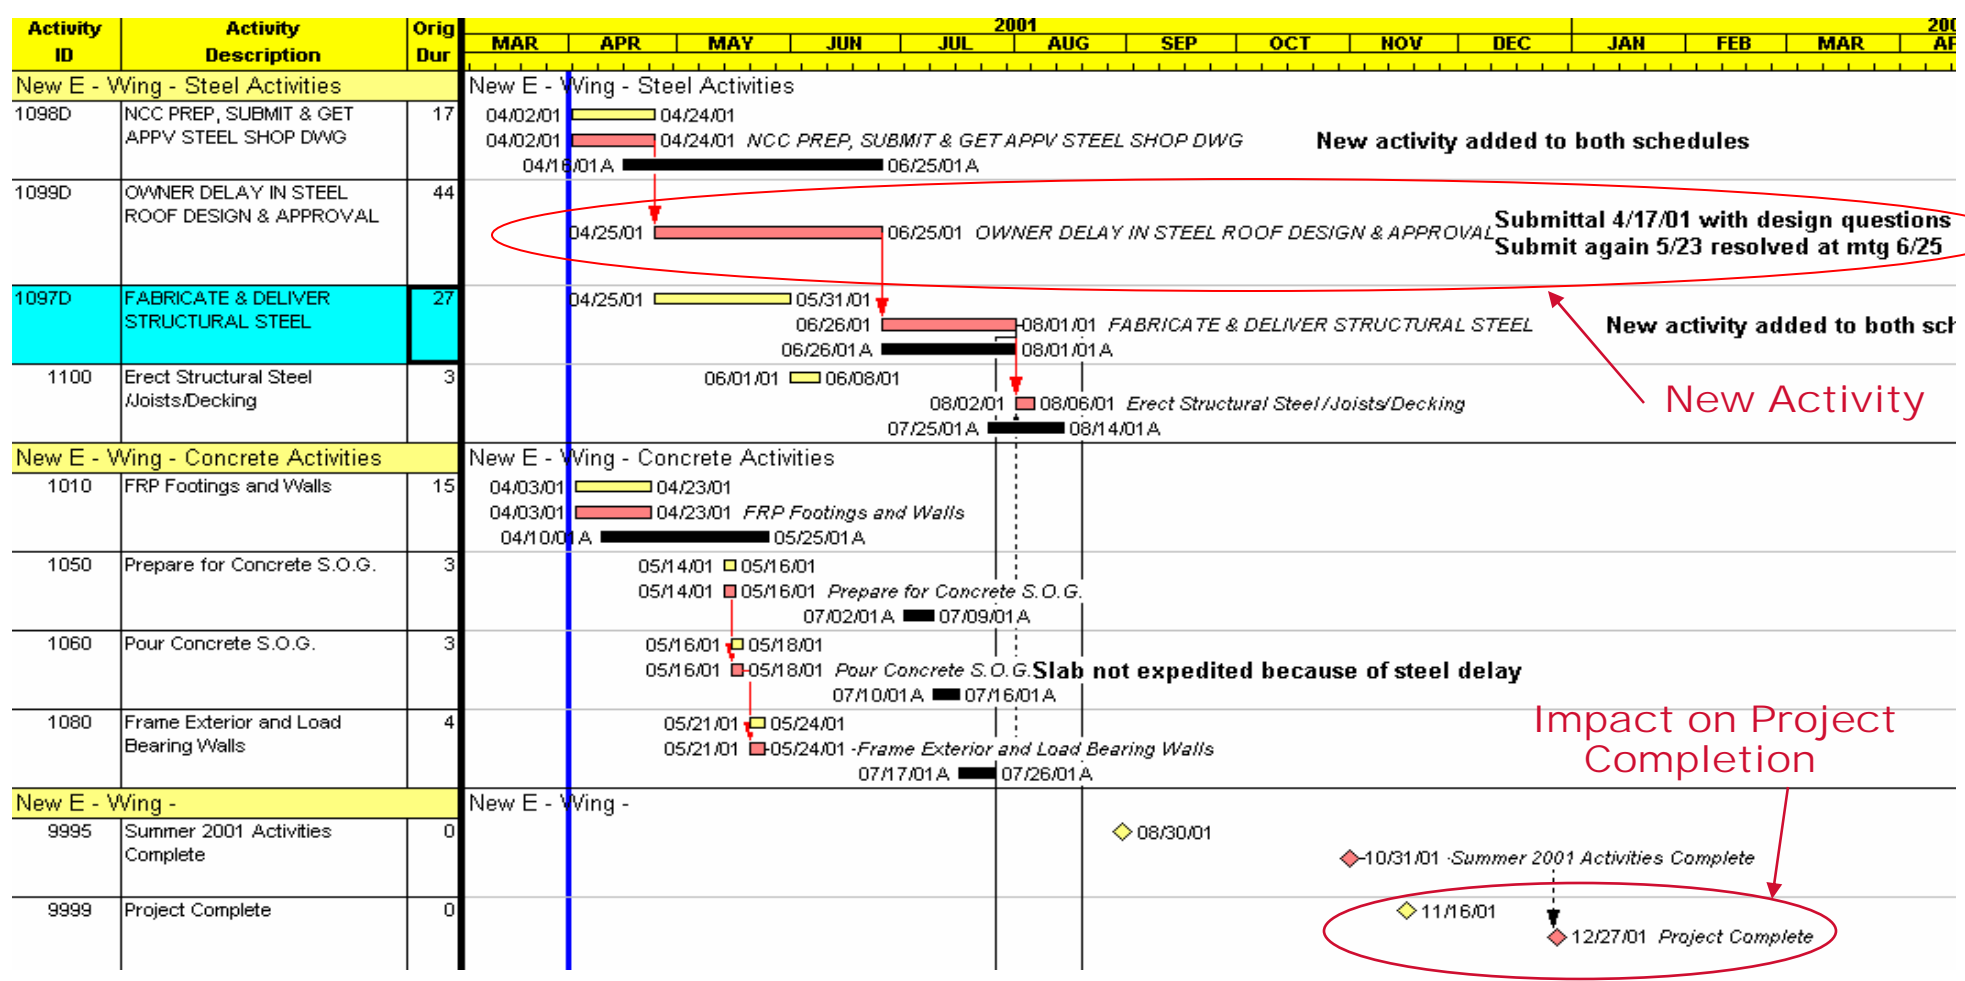 Activity ID
Activity Description
Orig Dur
2001
200
MAR APR MAY JUN JUL AUG SEP OCT NOV DEC JAN FEB MAR AP
New E - Wing - Steel Activities
New E - Wing - Steel Activities
1098D
NCC PREP, SUBMIT & GET
APPV STEEL SHOP DWG
17
04/02/01 04/24/01
04/02/01 04/24/01 NCC PREP, SUBMIT & GET APPV STEEL SHOP DWG
New activity added to both schedules
04/16/01 A 06/25/01 A
1099D
OWNER DELAY IN STEEL
ROOF DESIGN & APPROVAL
44
04/25/01 06/25/01 OWNER DELAY IN STEEL ROOF DESIGN & APPROVAL
Submittal 4/17/01 with design questions
Submit again 5/23 resolved at mtg 6/25
1097D
FABRICATE & DELIVER
STRUCTURAL STEEL
27
04/25/01 05/31/01
06/26/01 08/01/01 FABRICATE & DELIVER STRUCTURAL STEEL
New activity added to both sch
06/26/01 A 08/01/01 A
New Activity
1100
Erect Structural Steel
/Joists/Decking
3
06/01/01 06/08/01
08/02/01 08/06/01 Erect Structural Steel /Joists/Decking
07/25/01 A 08/14/01 A
New E - Wing - Concrete Activities
New E - Wing - Concrete Activities
1010
FRP Footings and Walls
15
04/03/01 04/23/01
04/03/01 04/23/01 FRP Footings and Walls
04/10/01 A 05/25/01 A
1050
Prepare for Concrete S.O.G.
3
05/14/01 05/16/01
05/14/01 05/16/01 Prepare for Concrete S.O.G.
07/02/01 A 07/09/01 A
1060
Pour Concrete S.O.G.
3
05/16/01 05/18/01
05/16/01 05/18/01 Pour Concrete S.O.G.
Slab not expedited because of steel delay
07/10/01 A 07/16/01 A
1080
Frame Exterior and Load
Bearing Walls
4
05/21/01 05/24/01
05/21/01 05/24/01 Frame Exterior and Load Bearing Walls
07/17/01 A 07/26/01 A
Impact on Project
Completion
New E - Wing -
New E - Wing -
9995
Summer 2001 Activities
Complete
0
08/30/01
10/31/01 Summer 2001 Activities Complete
9999
Project Complete
0
11/16/01
12/27/01 Project Complete